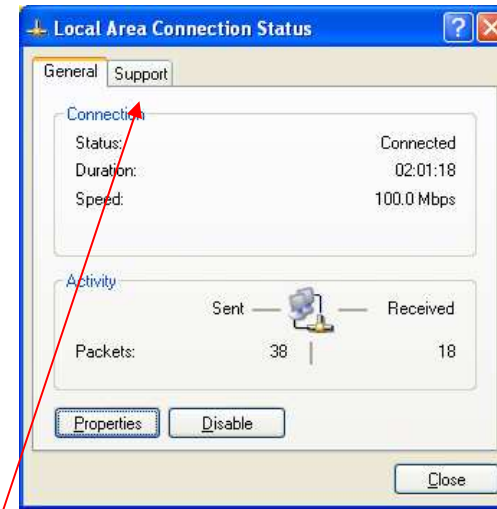 Local Area Connection Status
General Support
Connection
Status: Connected
Duration: 02:01:18
Speed: 100.0 Mbps
Activity
Sent Received
Packets: 38 18
Properties Disable
Close